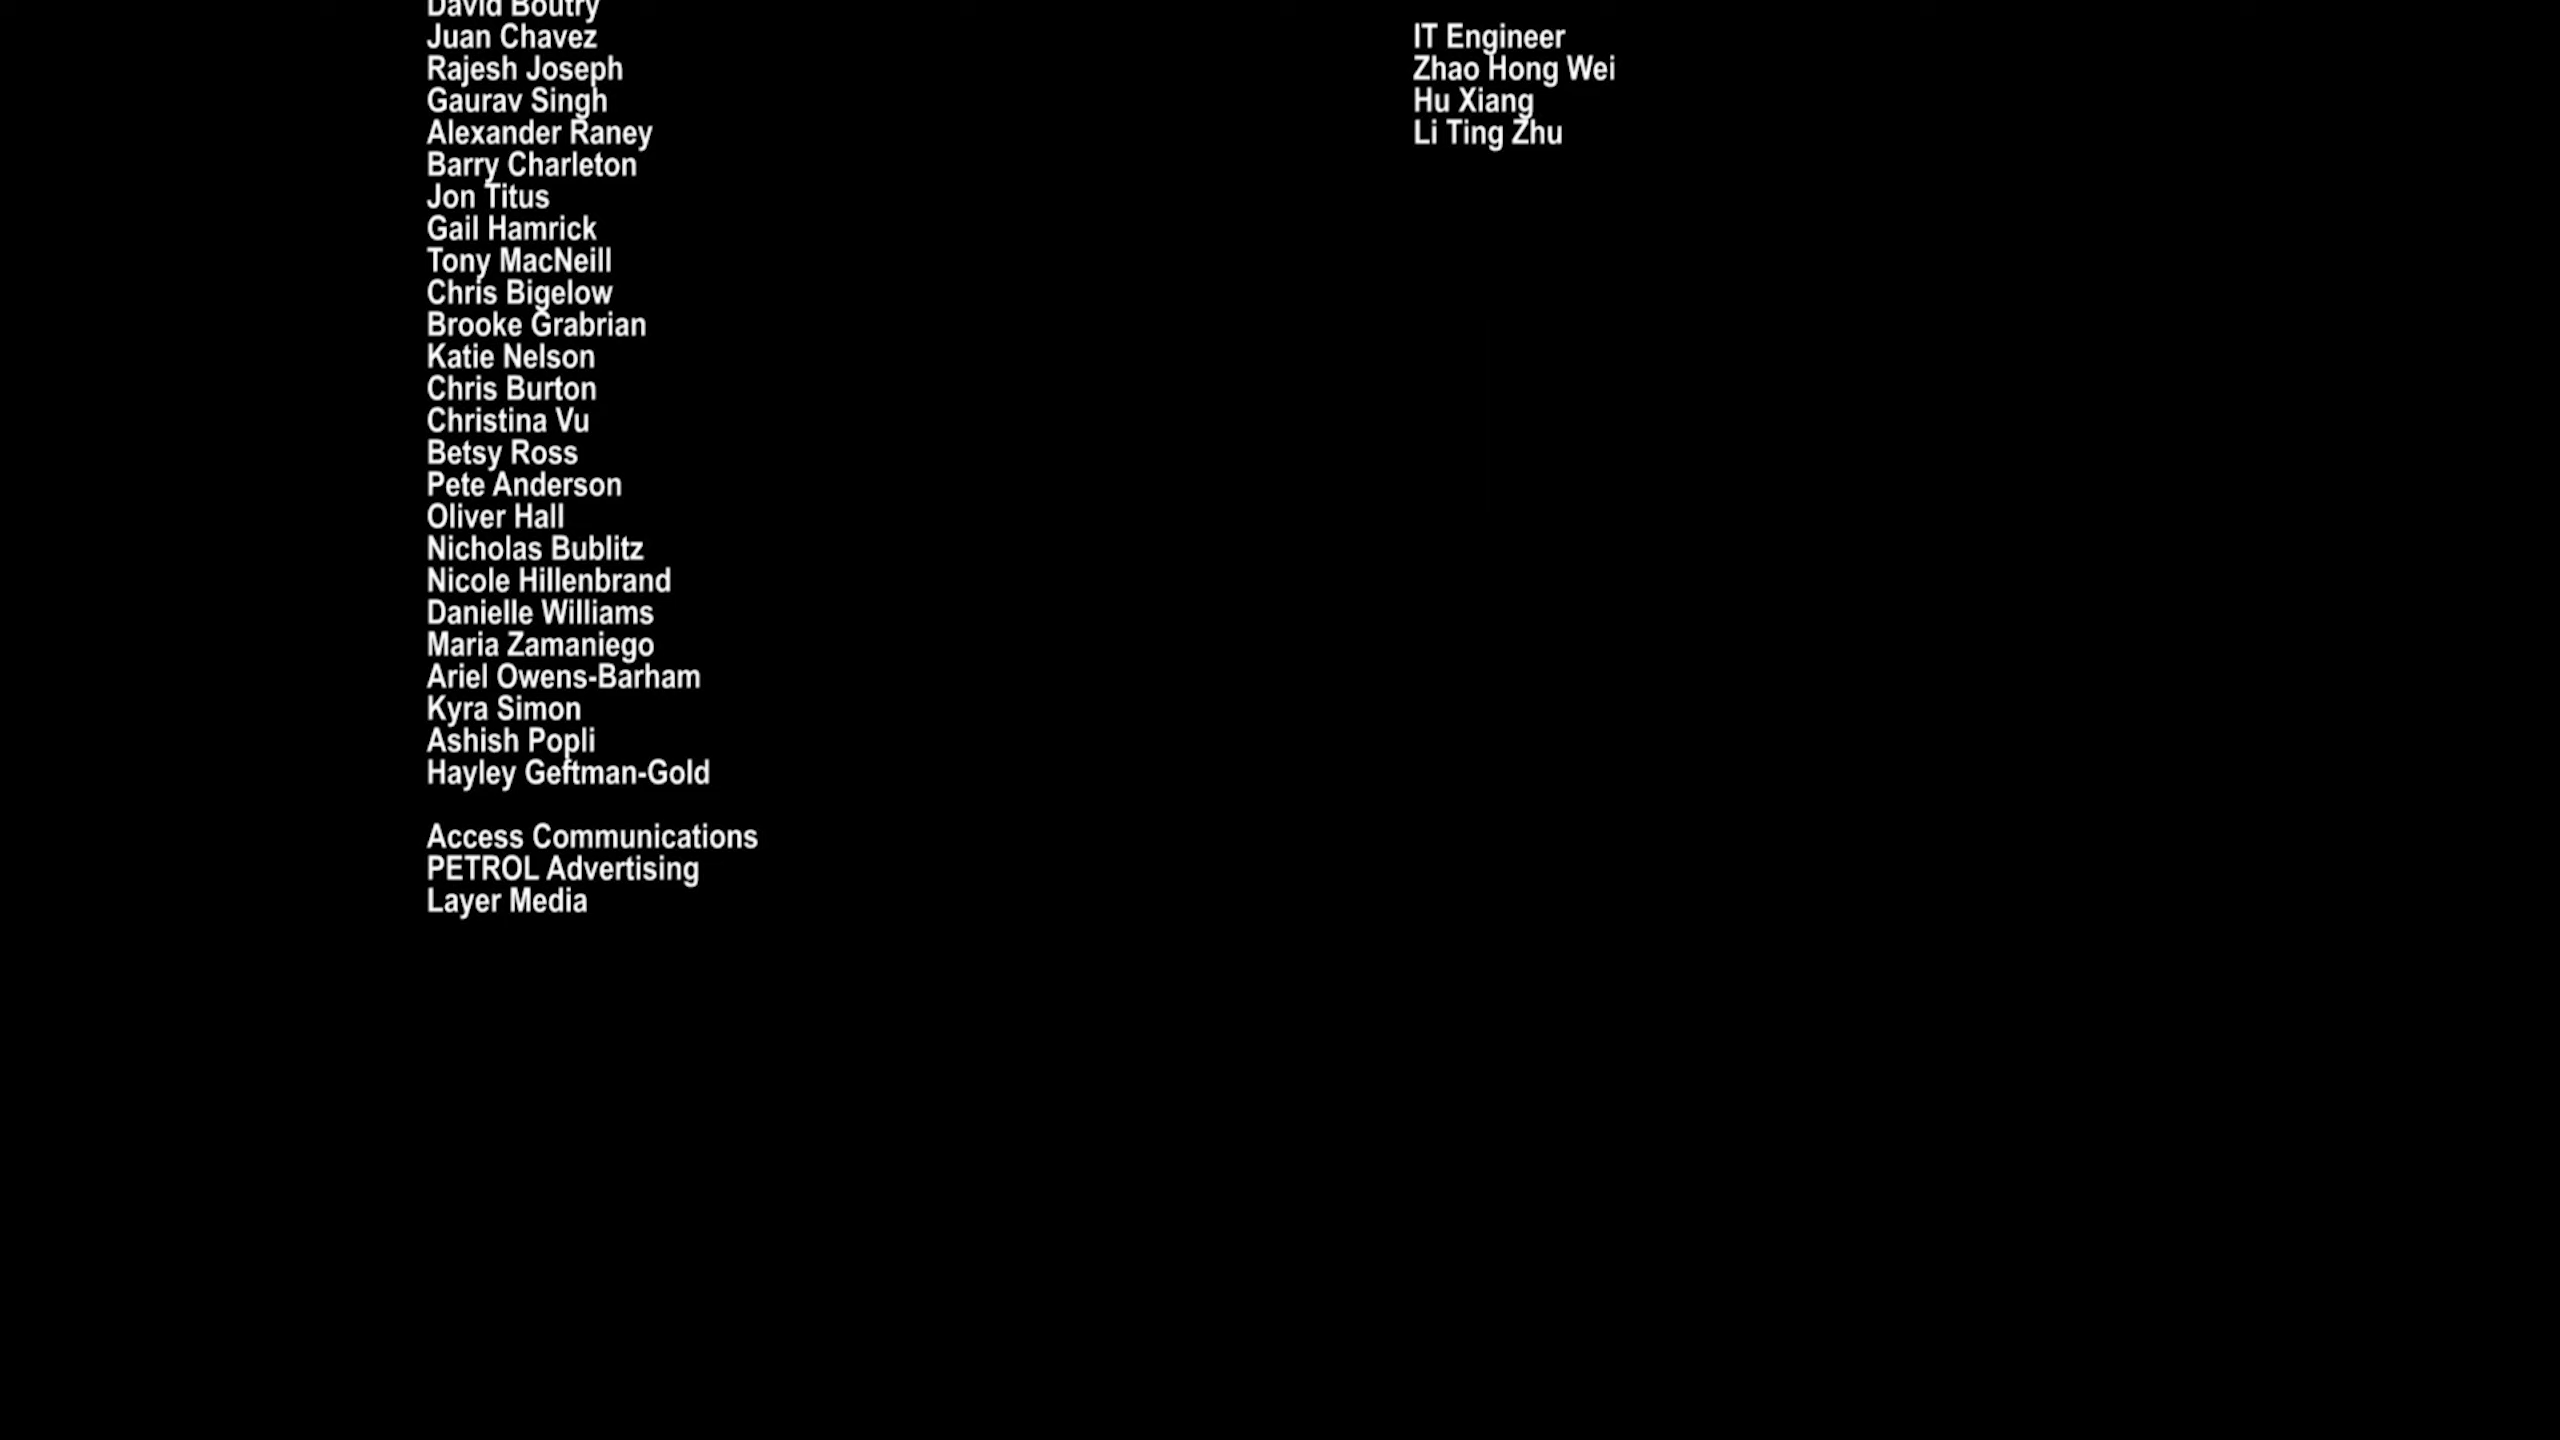 David Boutry
Juan Chavez
Rajesh Joseph
Gaurav Singh
Alexander Raney
Barry Charleton
Jon Titus
Gail Hamrick
Tony MacNeill
Chris Bigelow
Brooke Grabrian
Katie Nelson
Chris Burton
Christina Vu
Betsy Ross
Pete Anderson
Oliver Hall
Nicholas Bublitz
Nicole Hillenbrand
Danielle Williams
Maria Zamaniego
Ariel Owens-Barham
Kyra Simon
Ashish Popli
Hayley Geftman-Gold
Access Communications
PETROL Advertising
Layer Media
IT Engineer
Zhao Hong Wei
Hu Xiang
Li Ting Zhu